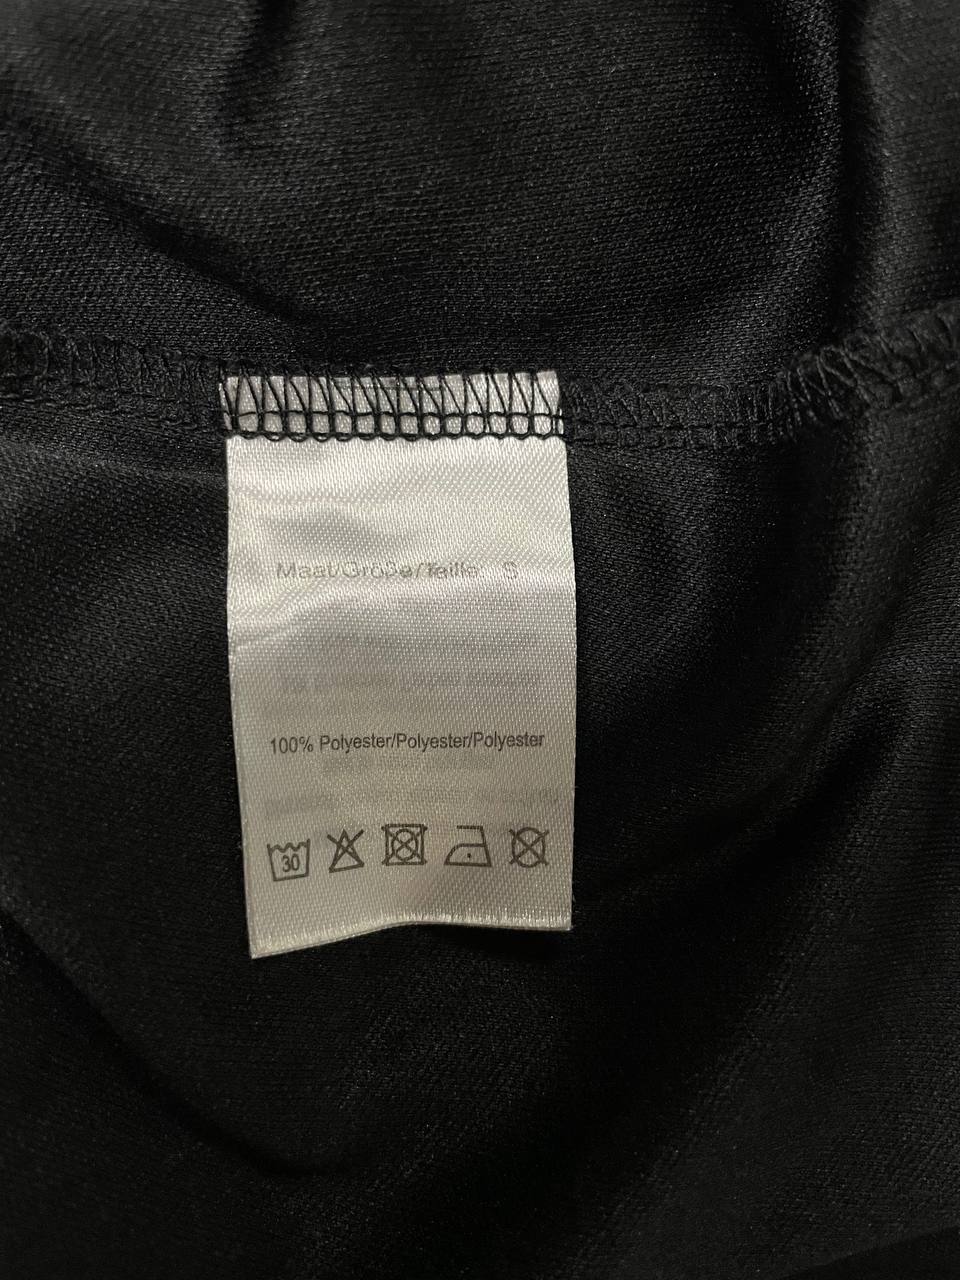 Maat/Größe/Taille S
100% Polyester/Polyester/Polyester
30